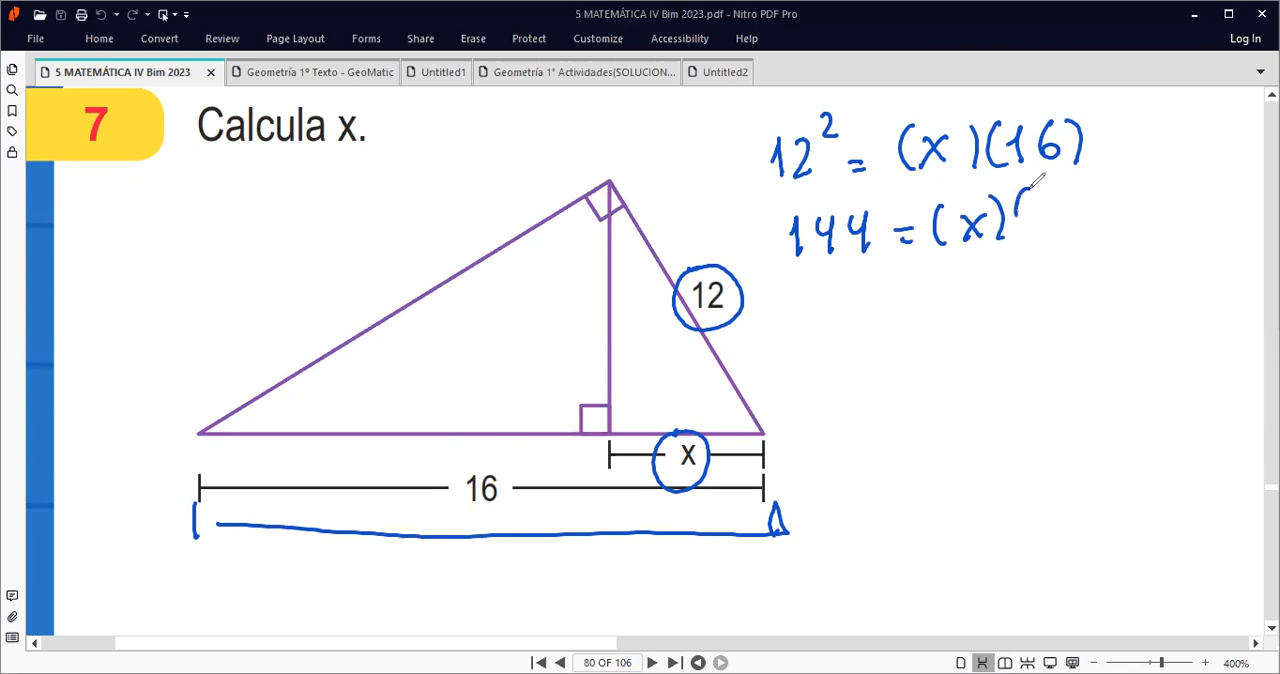 5 MATEMÁTICA IV Bim 2023.pdf - Nitro PDF Pro
File Home Convert Review Page Layout Forms Share Erase Protect Customize Accessibility Help Log In
5 MATEMÁTICA IV Bim 2023 Geometría 1º Texto - GeoMatic Untitled1 Geometría 1° Actividades(SOLUCION... Untitled2
7 Calcula x.
12² = (x)(16)
144 = (x)(
12
x
16
80 OF 106
400%